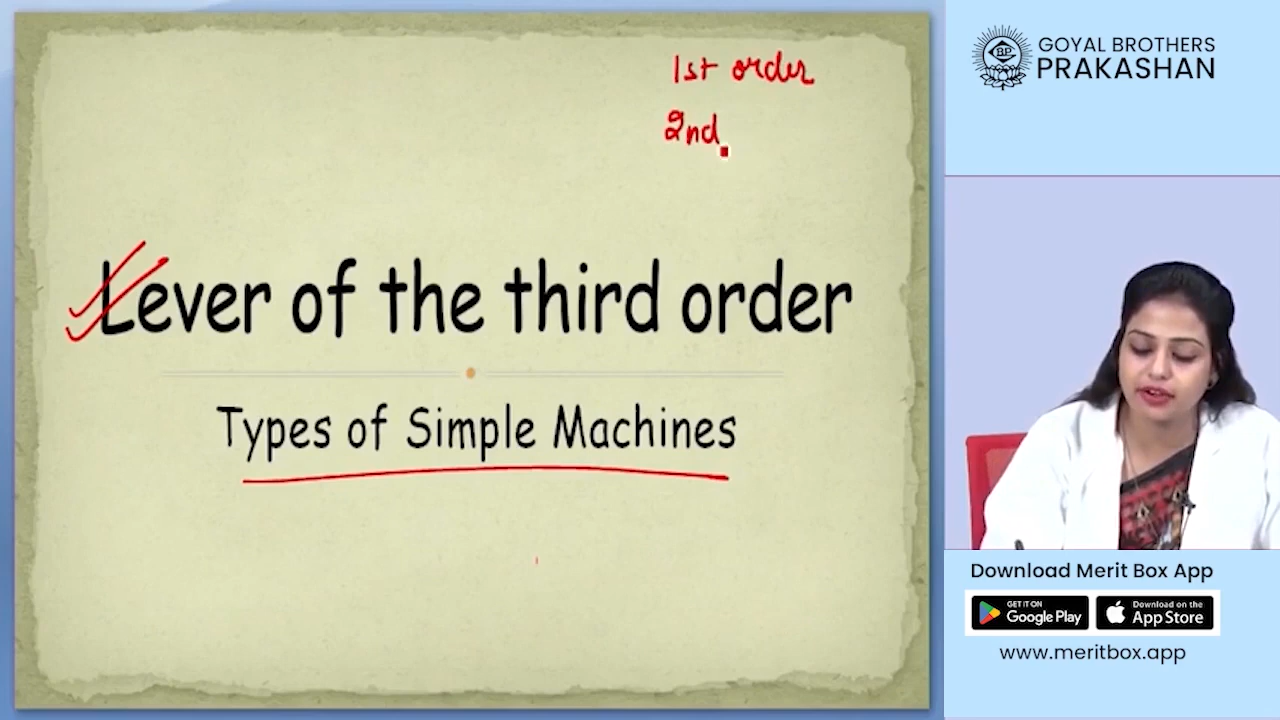 1st order
2nd
Lever of the third order
Types of Simple Machines
BP
GOYAL BROTHERS
PRAKASHAN
Download Merit Box App
GET IT ON
Google Play
Download on the
App Store
www.meritbox.app